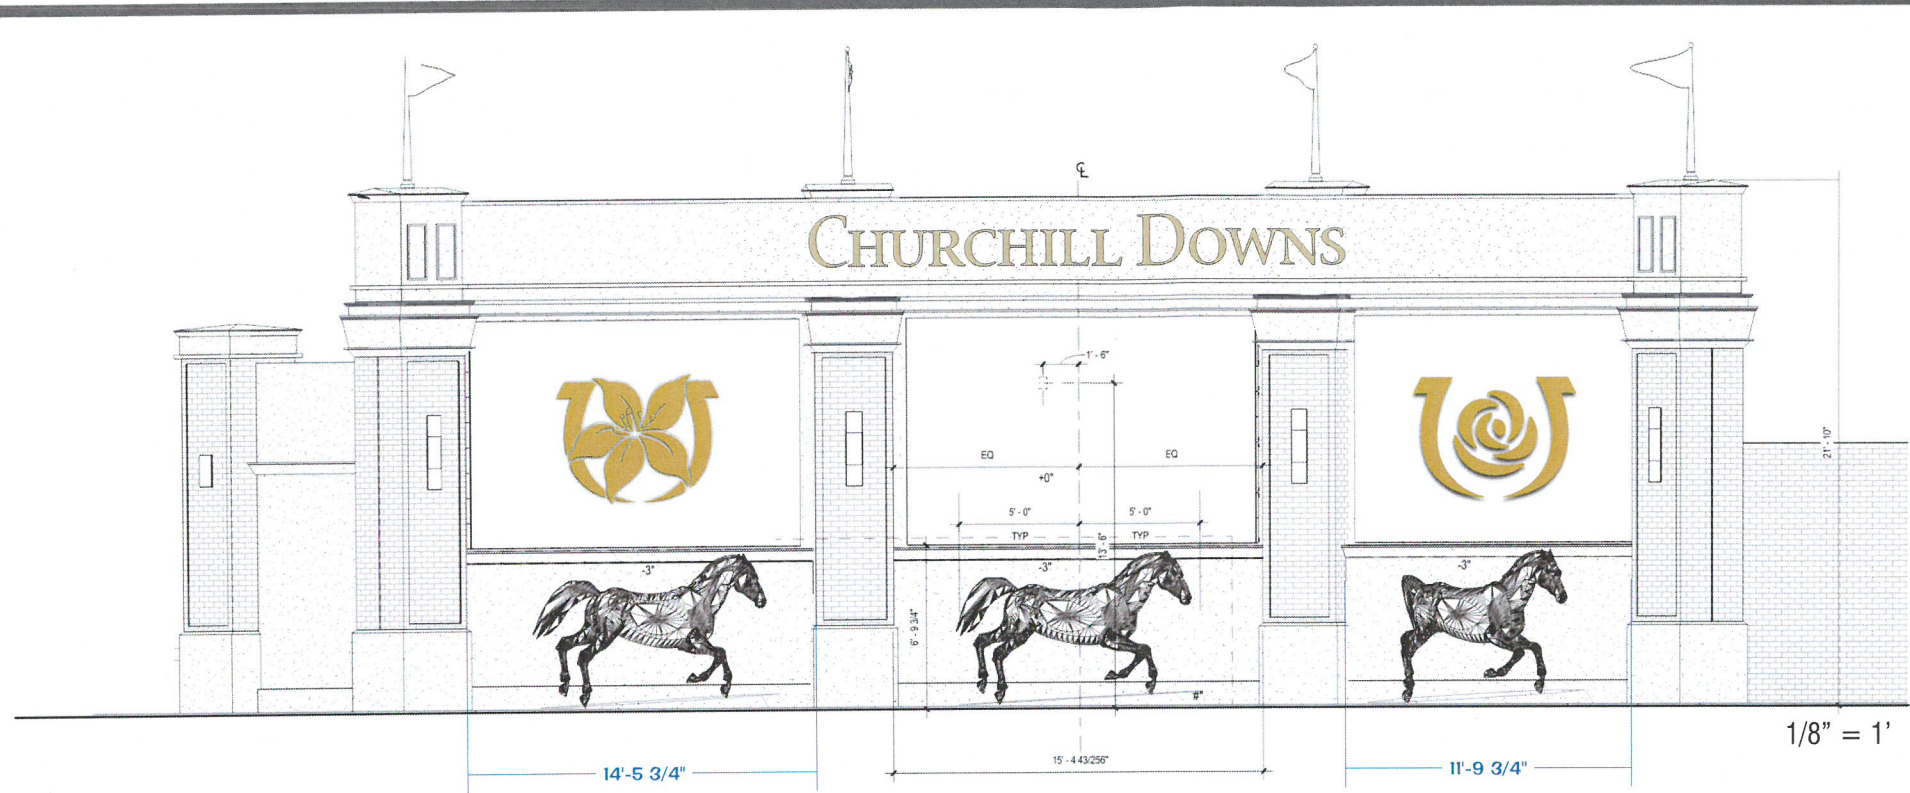 ℄
CHURCHILL DOWNS
1'-6"
21'-10"
EQ
EQ
+0"
5'-0"
5'-0"
TYP
TYP
13'-6"
-3"
-3"
-3"
6'-9 3/4"
#"
1/8" = 1'
14'-5 3/4"
15'-4 43/256"
11'-9 3/4"